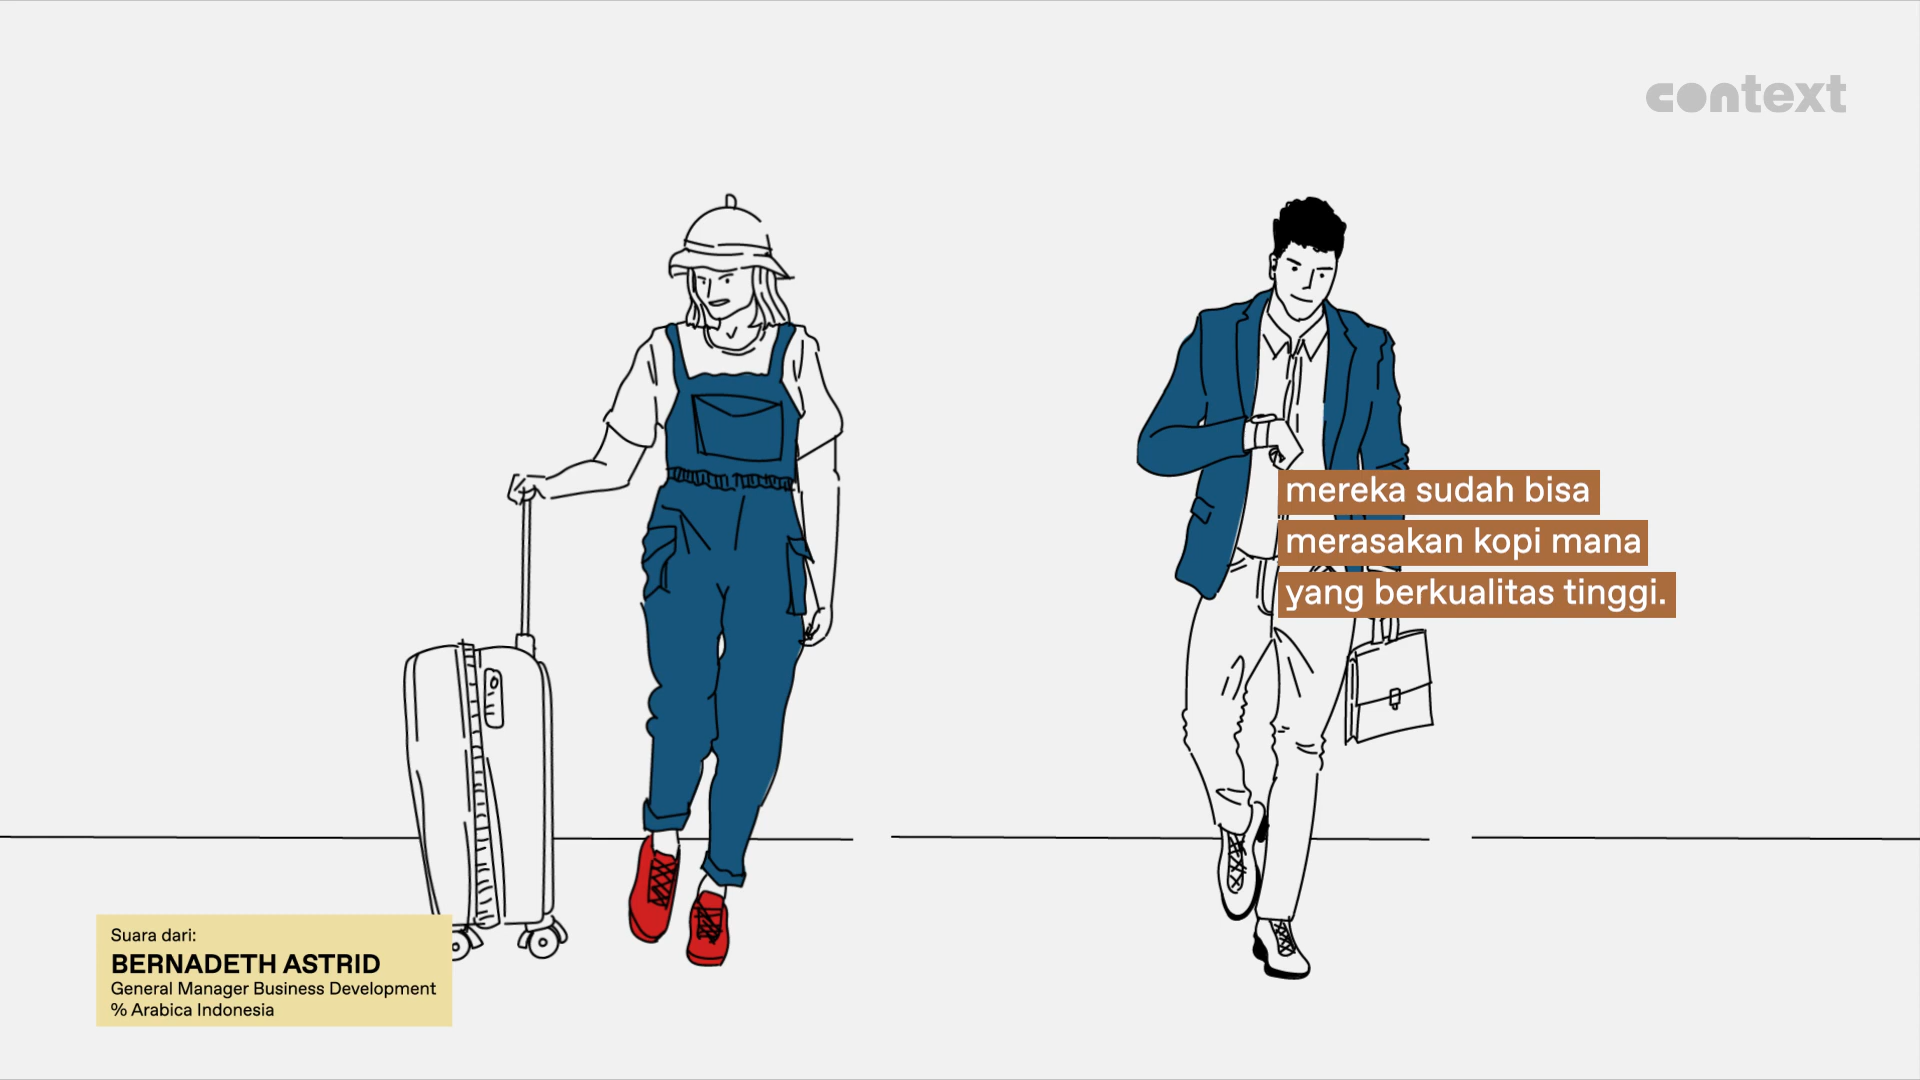 context
mereka sudah bisa
merasakan kopi mana
yang berkualitas tinggi.
Suara dari:
BERNADETH ASTRID
General Manager Business Development
% Arabica Indonesia